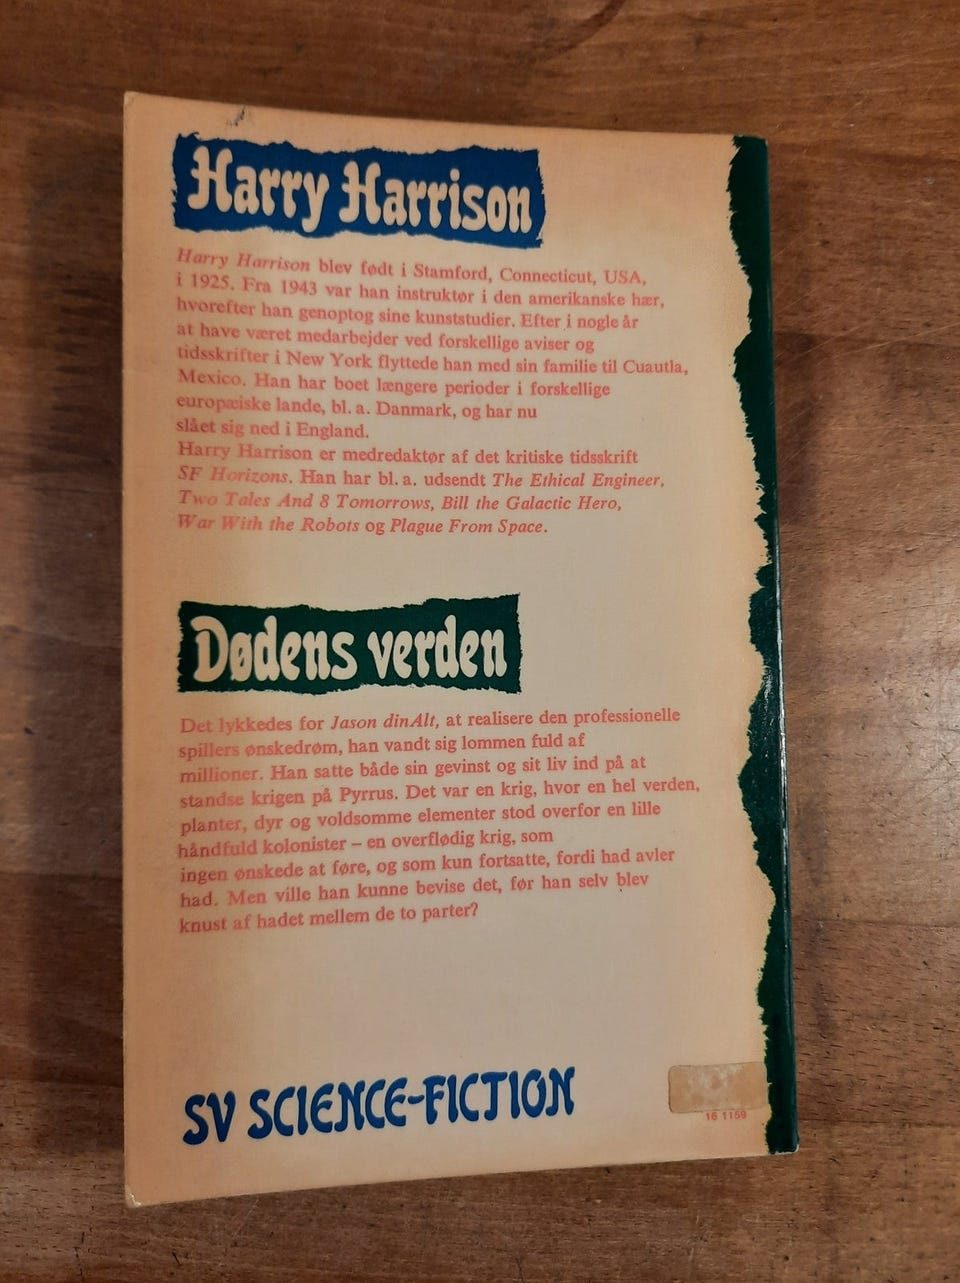 Harry Harrison
Harry Harrison blev født i Stamford, Connecticut, USA,
i 1925. Fra 1943 var han instruktør i den amerikanske hær,
hvorefter han genoptog sine kunststudier. Efter i nogle år
at have været medarbejder ved forskellige aviser og
tidsskrifter i New York flyttede han med sin familie til Cuautla,
Mexico. Han har boet længere perioder i forskellige
europæiske lande, bl. a. Danmark, og har nu
slået sig ned i England.
Harry Harrison er medredaktør af det kritiske tidsskrift
SF Horizons. Han har bl. a. udsendt The Ethical Engineer,
Two Tales And 8 Tomorrows, Bill the Galactic Hero,
War With the Robots og Plague From Space.
Dødens verden
Det lykkedes for Jason dinAlt, at realisere den professionelle
spillers ønskedrøm, han vandt sig lommen fuld af
millioner. Han satte både sin gevinst og sit liv ind på at
standse krigen på Pyrrus. Det var en krig, hvor en hel verden,
planter, dyr og voldsomme elementer stod overfor en lille
håndfuld kolonister – en overflødig krig, som
ingen ønskede at føre, og som kun fortsatte, fordi had avler
had. Men ville han kunne bevise det, før han selv blev
knust af hadet mellem de to parter?
SV SCIENCE-FICTION
16 1159